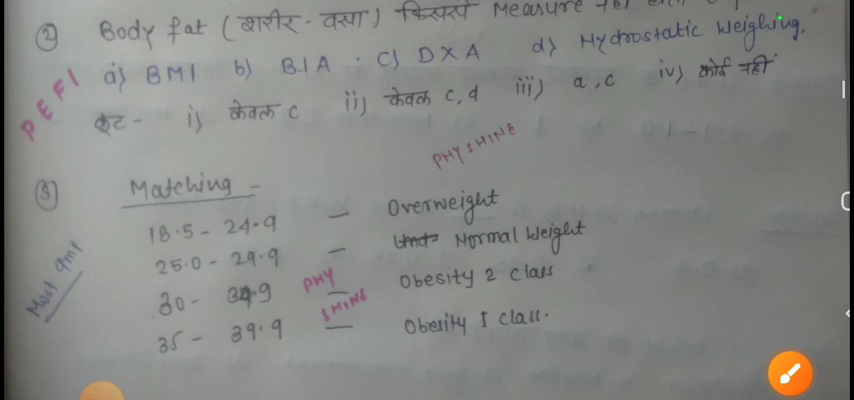 ② Body fat (शरीर - वसा) किससे Measure नहीं
a) BMI b) BIA . C) DXA d) Hydrostatic Weighing.
PEFI
कूट - i) केवल c ii) केवल c, d iii) a, c iv) कोई नहीं
PHYSHINE
③ Matching -
18.5 - 24.9 — Overweight
25.0 - 29.9 — Normal Weight
Most Imp
30 - 34.9 — Obesity 2 Class
PHY SHINE
35 - 39.9 — Obesity I Class.